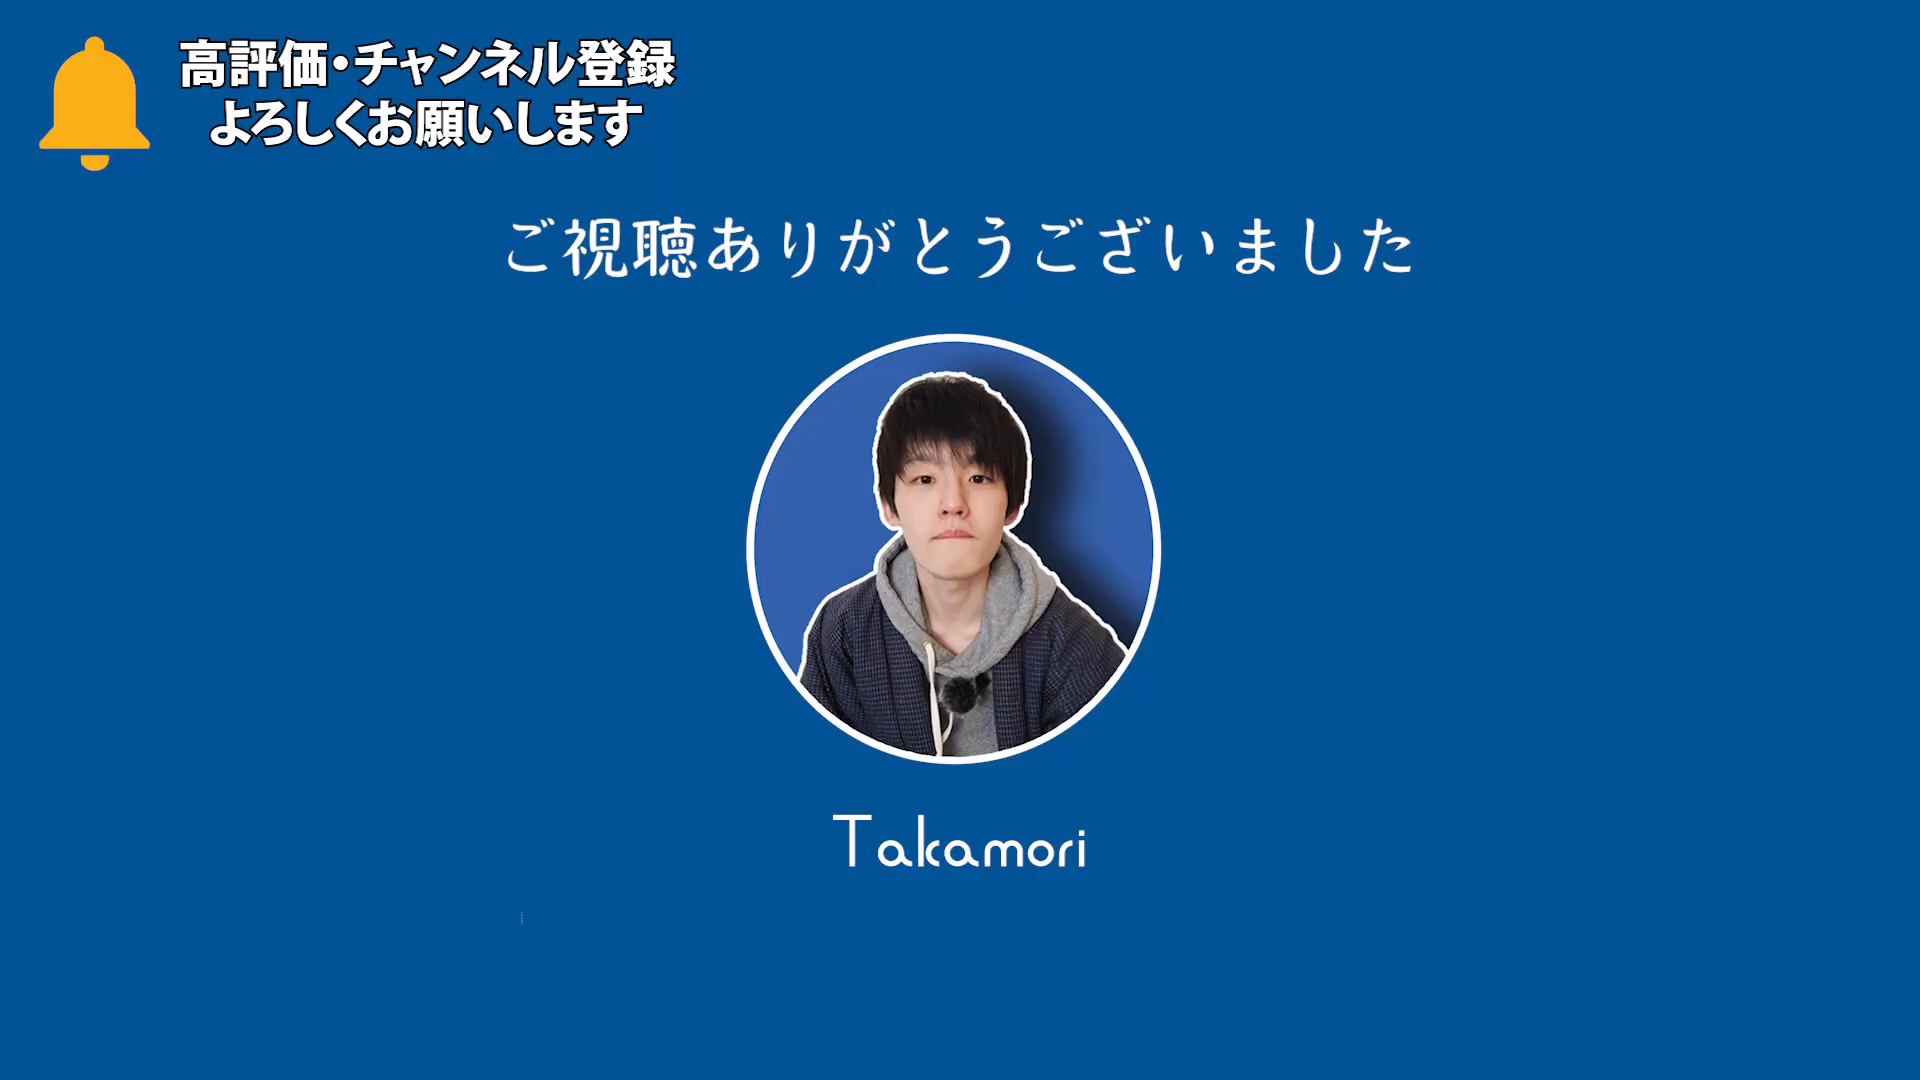 高評価・チャンネル登録
よろしくお願いします
ご視聴ありがとうございました
Takamori